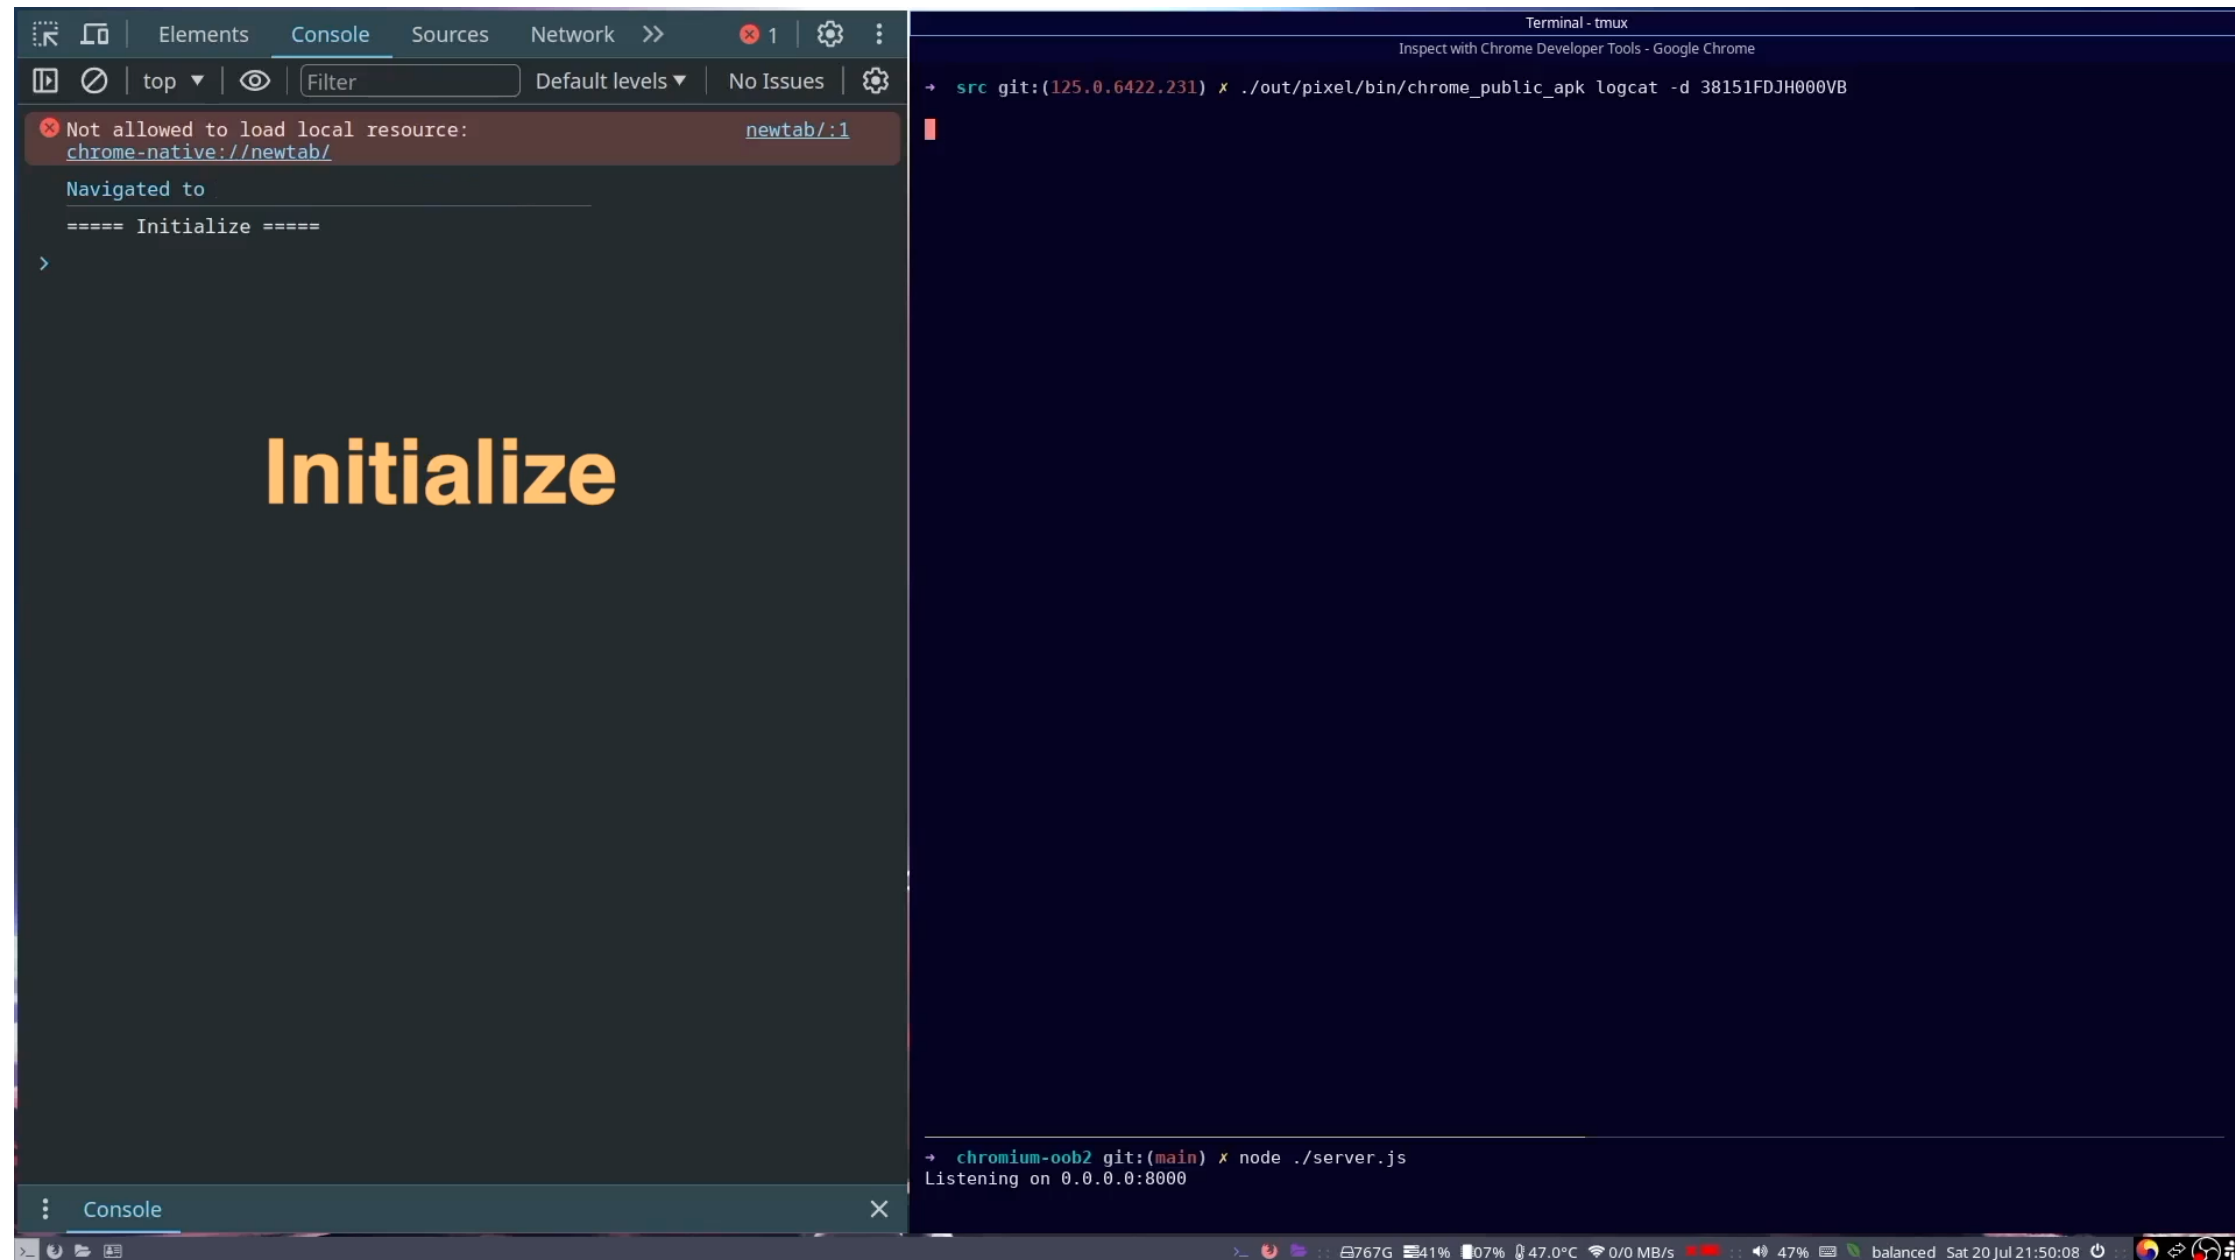 Elements Console Sources Network 1
top Filter Default levels No Issues
Not allowed to load local resource: newtab/:1
chrome-native://newtab/
Navigated to
===== Initialize =====
>
Initialize
Console
Terminal - tmux
Inspect with Chrome Developer Tools - Google Chrome
→ src git:(125.0.6422.231) ✗ ./out/pixel/bin/chrome_public_apk logcat -d 38151FDJH000VB
→ chromium-oob2 git:(main) ✗ node ./server.js
Listening on 0.0.0.0:8000
767G 41% 07% 47.0°C 0/0 MB/s 47% balanced Sat 20 Jul 21:50:08